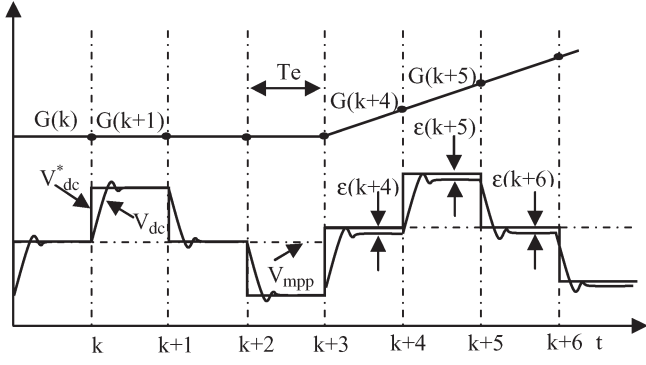 Te
G(k) G(k+1) G(k+4) G(k+5)
ε(k+5)
V*dc
ε(k+4) ε(k+6)
Vdc
Vmpp
k k+1 k+2 k+3 k+4 k+5 k+6 t